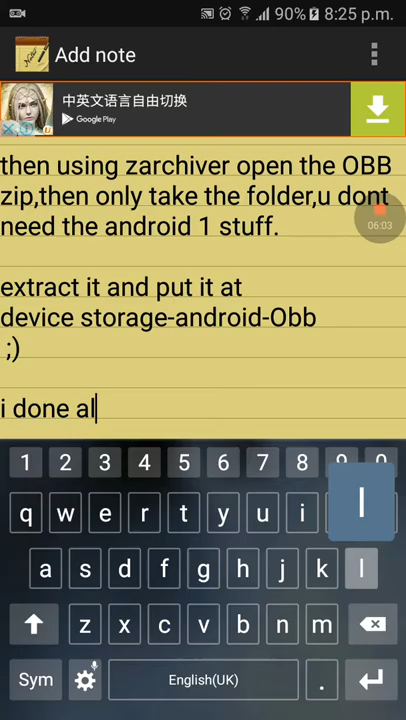 90% 8:25 p.m.
Add note
中英文语言自由切换
Google Play
then using zarchiver open the OBB
zip,then only take the folder,u dont
need the android 1 stuff.
06:03
extract it and put it at
device storage-android-Obb
;)
i done al
1 2 3 4 5 6 7 8 9 0
q w e r t y u i
l
a s d f g h j k l
z x c v b n m
Sym English(UK) .